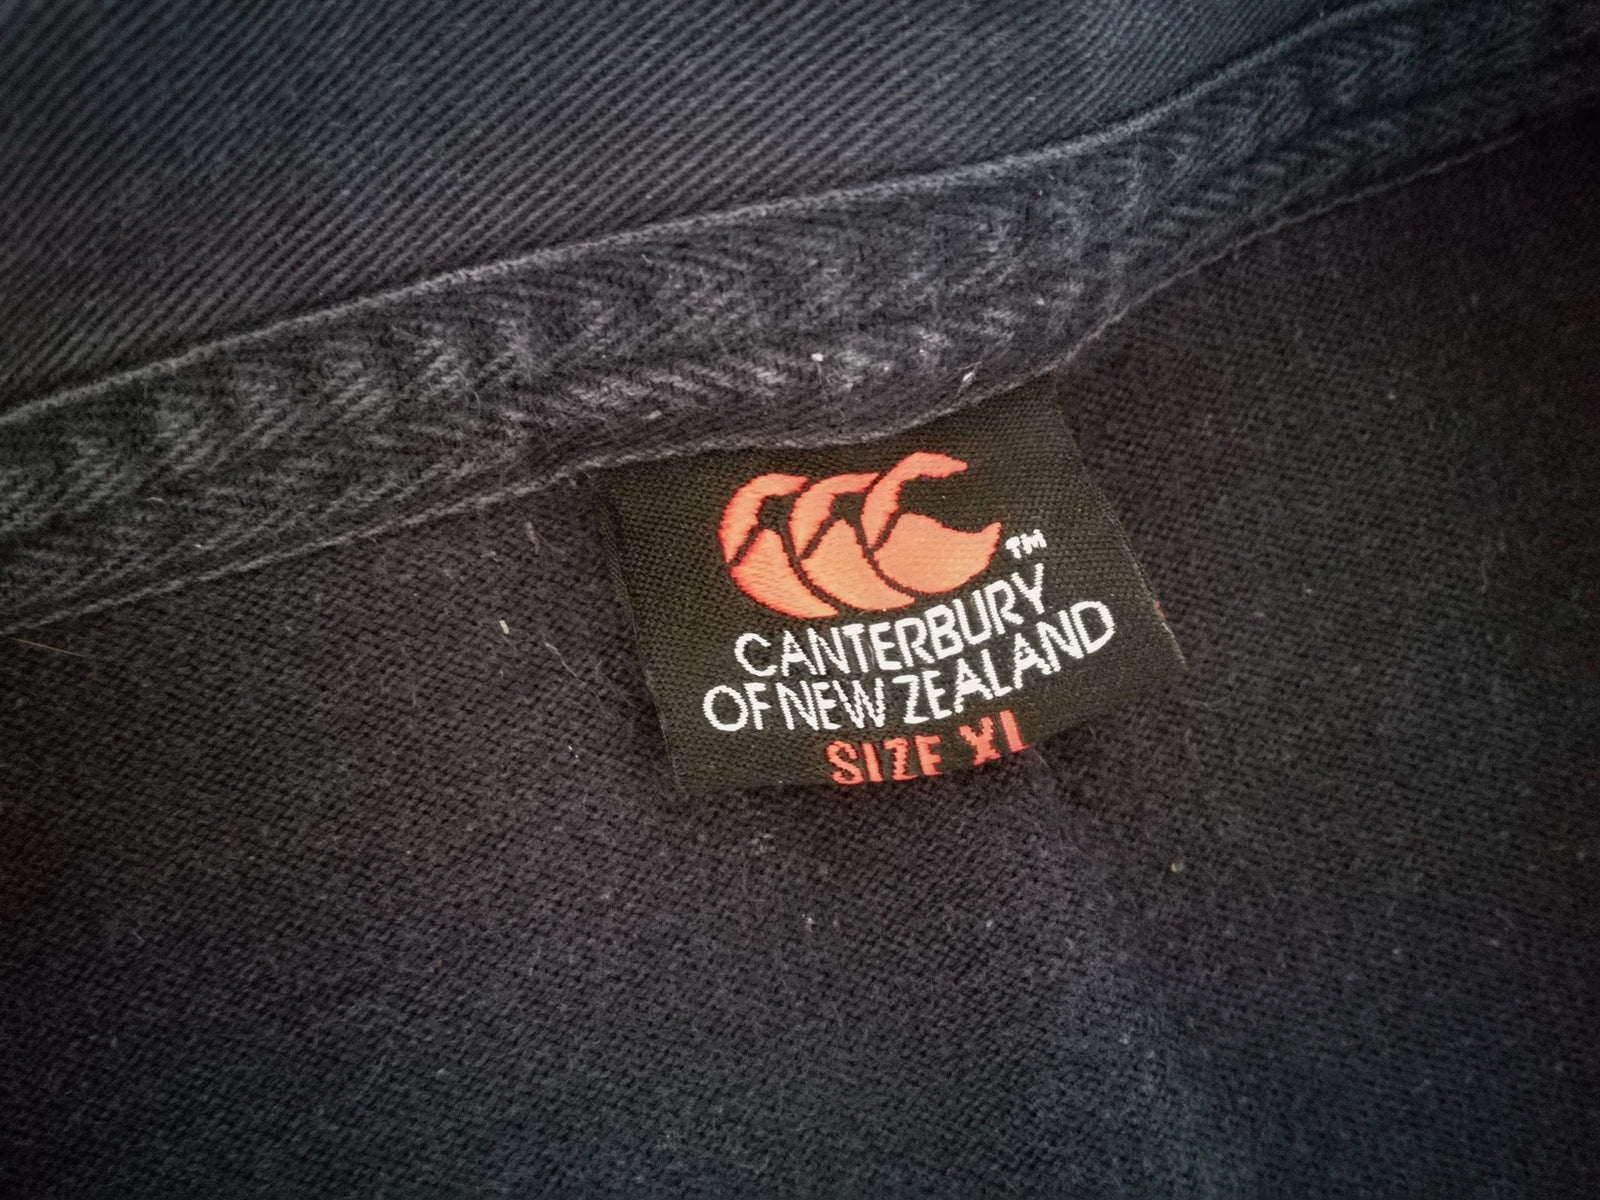 TM
CANTERBURY
OF NEW ZEALAND
SIZE XL